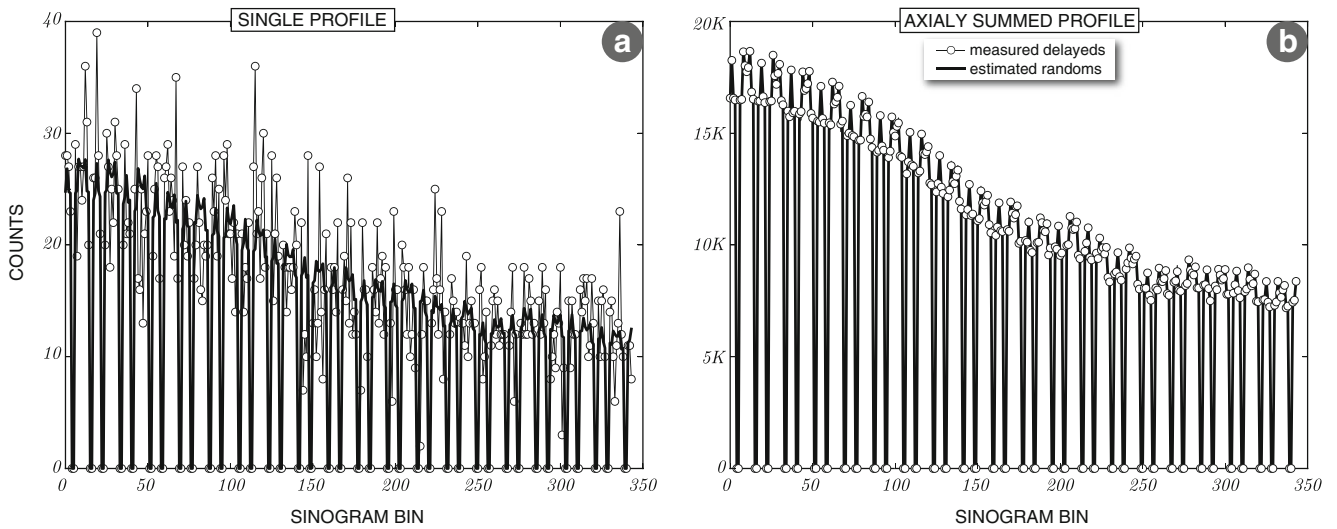 SINGLE PROFILE
a
COUNTS
40
30
20
10
0
0 50 100 150 200 250 300 350
SINOGRAM BIN
AXIALY SUMMED PROFILE
b
measured delayeds
estimated randoms
20K
15K
10K
5K
0
0 50 100 150 200 250 300 350
SINOGRAM BIN